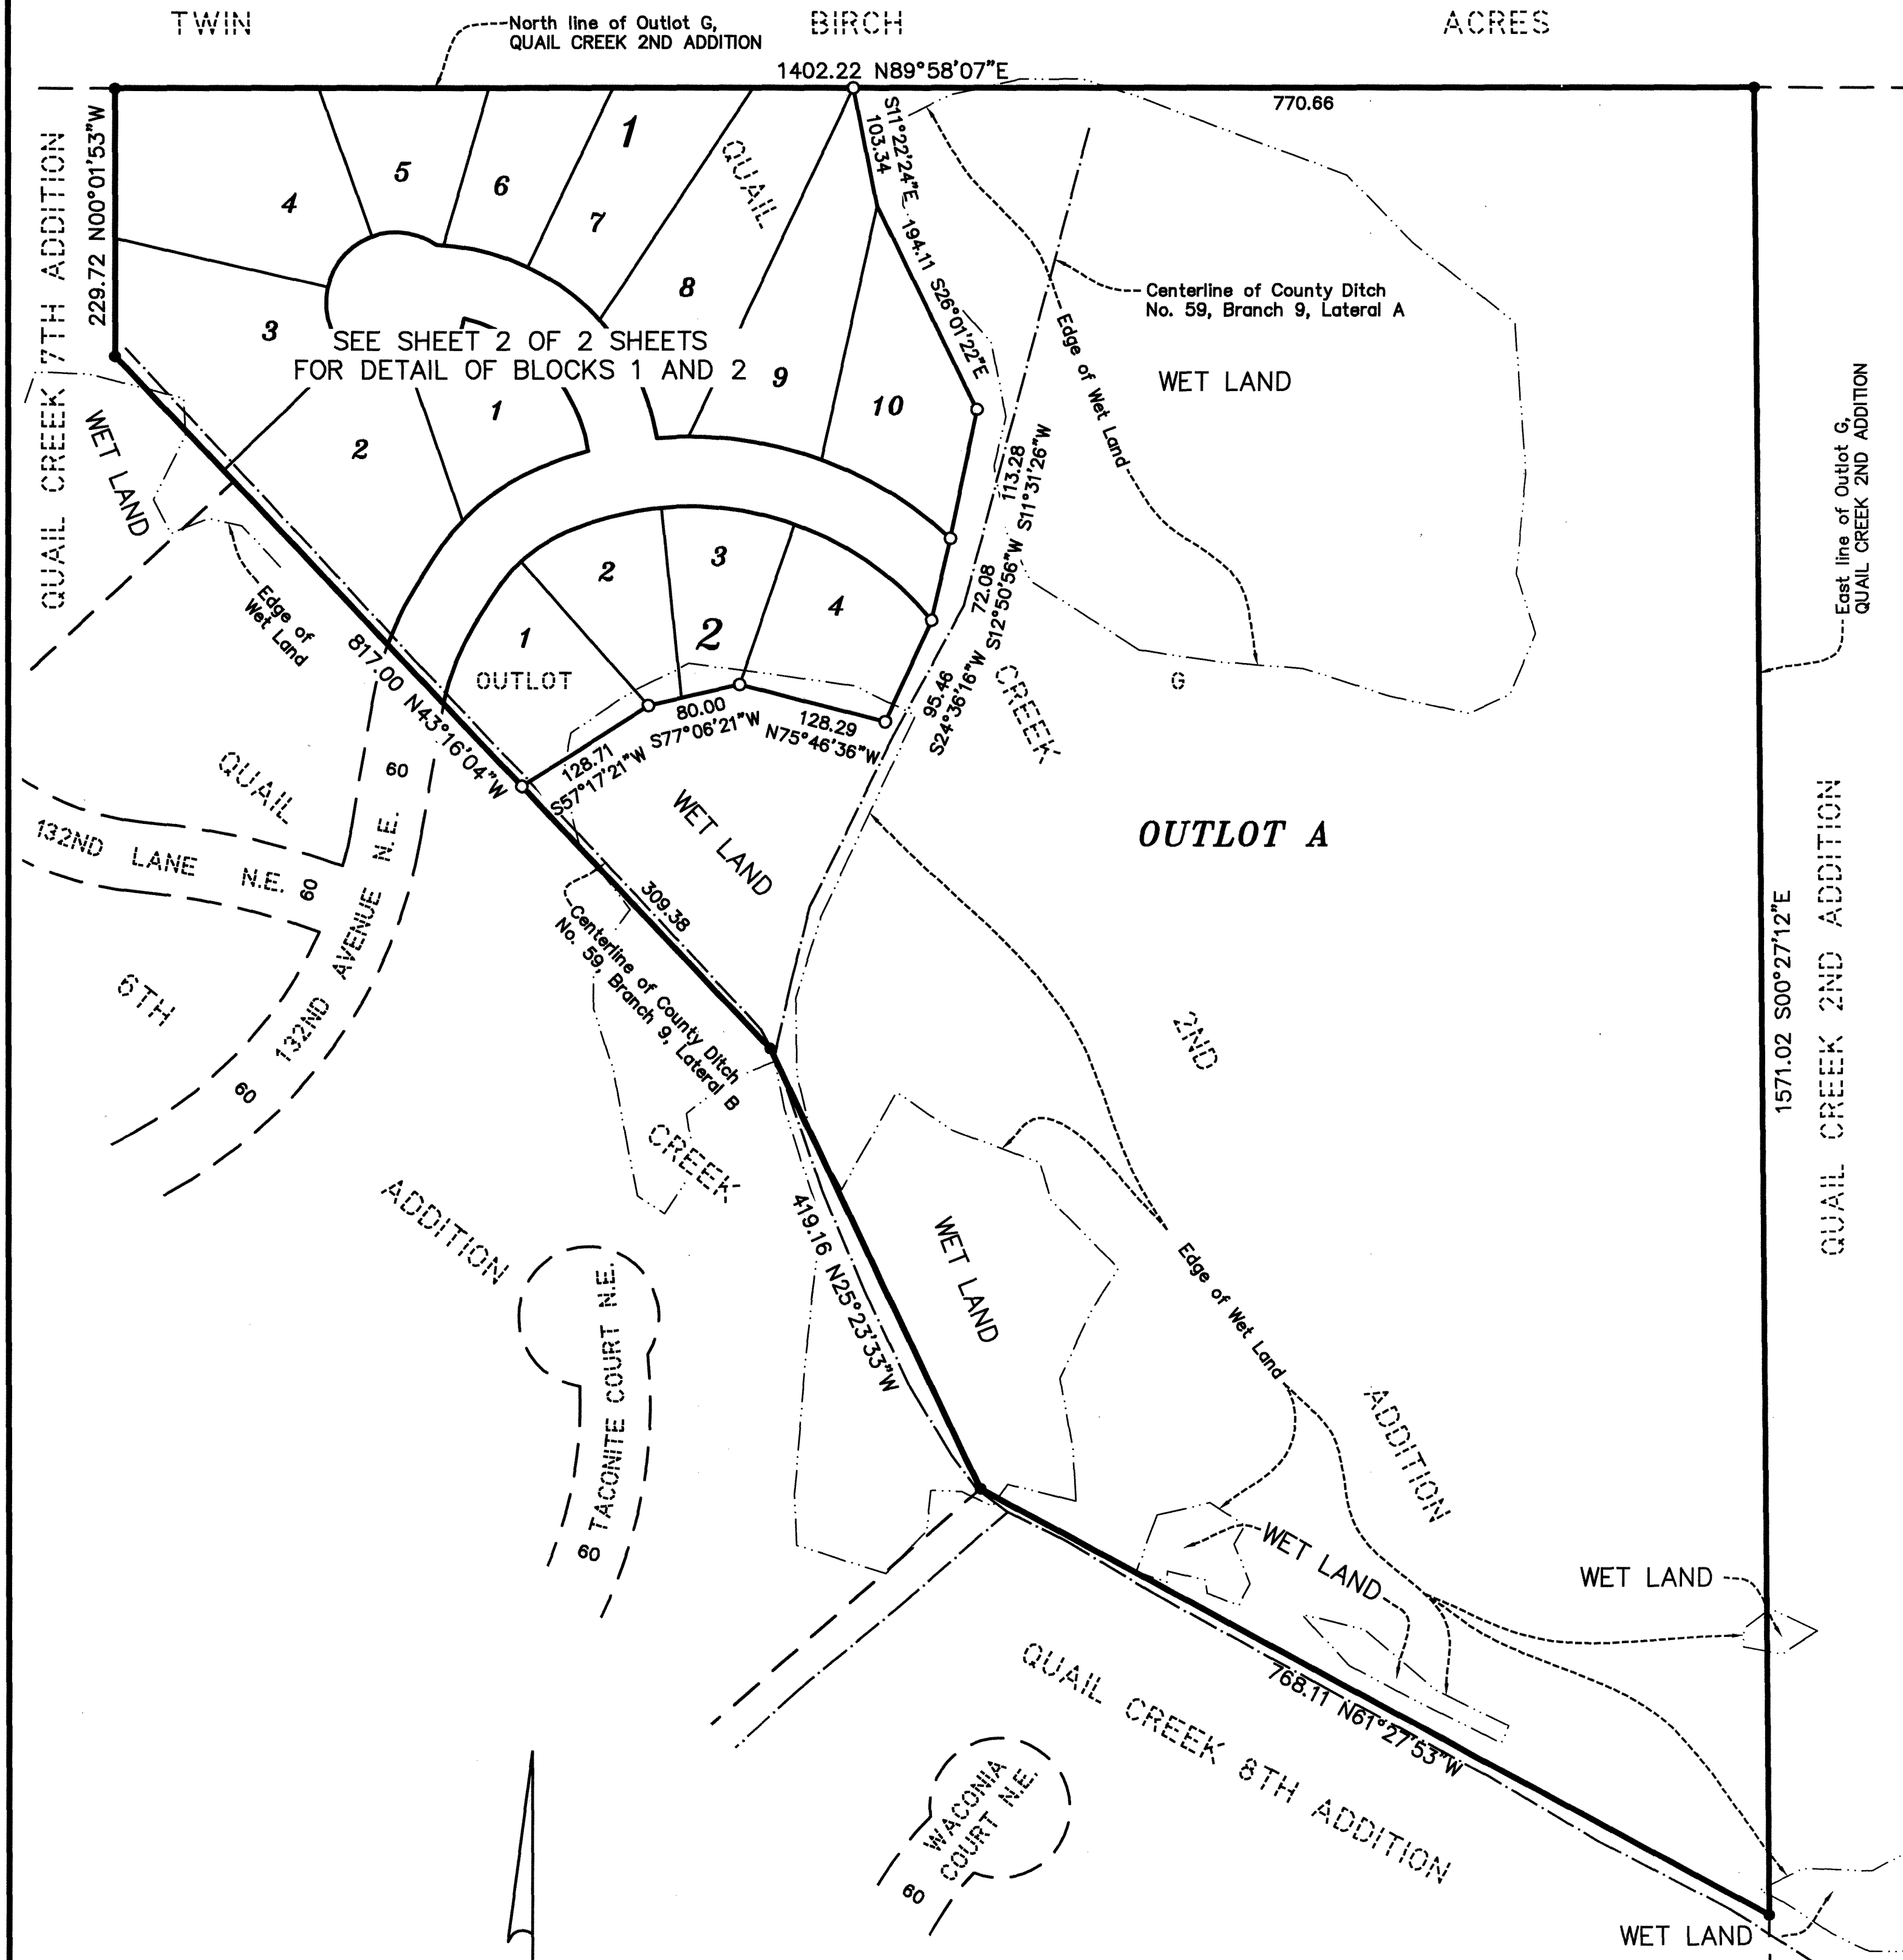 TWIN BIRCH ACRES
North line of Outlot G,
QUAIL CREEK 2ND ADDITION
1402.22 N89°58'07"E
770.66
229.72 N00°01'53"W
QUAIL CREEK 7TH ADDITION
S11°22'24"E
103.34
194.11 S26°01'22"E
1
4
5
6
7
QUAIL
8
3
SEE SHEET 2 OF 2 SHEETS
FOR DETAIL OF BLOCKS 1 AND 2
9
10
2
1
Centerline of County Ditch
No. 59, Branch 9, Lateral A
Edge of Wet Land
WET LAND
East line of Outlot G,
QUAIL CREEK 2ND ADDITION
WET LAND
Edge of
Wet Land
113.28
S11°31'26"W
72.08
S12°50'56"W
95.46
S24°36'16"W
2
3
4
1
2
OUTLOT
80.00
S77°06'21"W
128.29
N75°46'36"W
128.71
S57°17'21"W
817.00 N43°16'04"W
CREEK
G
QUAIL
60
132ND LANE N.E.
60
132ND AVENUE N.E.
60
6TH
WET LAND
309.38
Centerline of County Ditch
No. 59, Branch 9, Lateral B
OUTLOT A
1571.02 S00°27'12"E
QUAIL CREEK 2ND ADDITION
2ND
CREEK
ADDITION
419.16 N25°23'33"W
WET LAND
Edge of Wet Land
TACONITE COURT N.E.
60
ADDITION
WET LAND
WET LAND
768.11 N61°27'53"W
QUAIL CREEK 8TH ADDITION
WACONIA
COURT N.E.
60
WET LAND